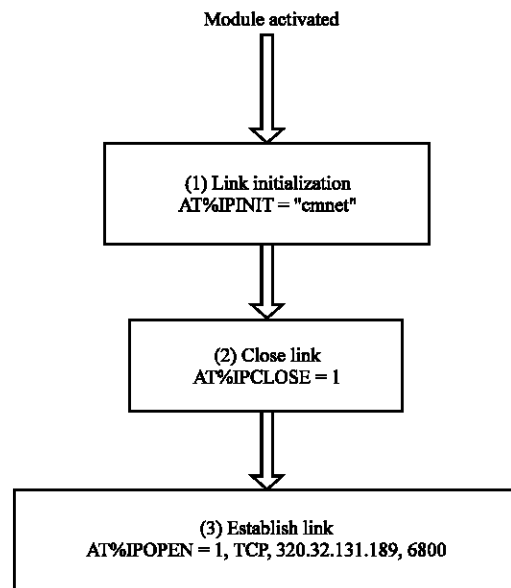 Module activated
(1) Link initialization
AT%IPINIT = "cmnet"
(2) Close link
AT%IPCLOSE = 1
(3) Establish link
AT%IPOPEN = 1, TCP, 320.32.131.189, 6800